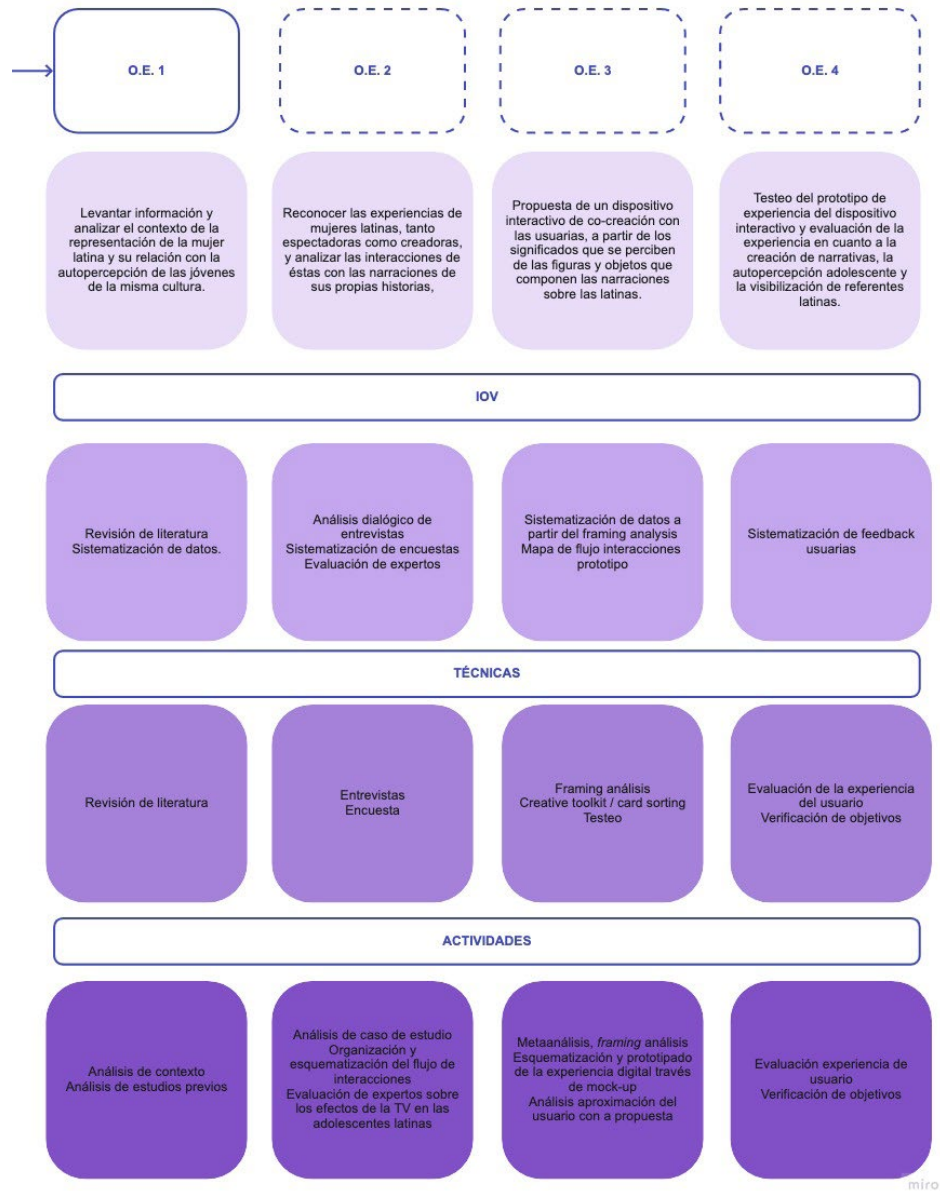 O.E. 1
O.E. 2
O.E. 3
O.E. 4
Levantar información y
analizar el contexto de la
representación de la mujer
latina y su relación con la
autopercepción de las jóvenes
de la misma cultura.
Reconocer las experiencias de
mujeres latinas, tanto
espectadoras como creadoras,
y analizar las interacciones de
éstas con las narraciones de
sus propias historias,
Propuesta de un dispositivo
interactivo de co-creación con
las usuarias, a partir de los
significados que se perciben
de las figuras y objetos que
componen las narraciones
sobre las latinas.
Testeo del prototipo de
experiencia del dispositivo
interactivo y evaluación de la
experiencia en cuanto a la
creación de narrativas, la
autopercepción adolescente y
la visibilización de referentes
latinas.
IOV
Revisión de literatura
Sistematización de datos.
Análisis dialógico de
entrevistas
Sistematización de encuestas
Evaluación de expertos
Sistematización de datos a
partir del framing analysis
Mapa de flujo interacciones
prototipo
Sistematización de feedback
usuarias
TÉCNICAS
Revisión de literatura
Entrevistas
Encuesta
Framing análisis
Creative toolkit / card sorting
Testeo
Evaluación de la experiencia
del usuario
Verificación de objetivos
ACTIVIDADES
Análisis de contexto
Análisis de estudios previos
Análisis de caso de estudio
Organización y
esquematización del flujo de
interacciones
Evaluación de expertos sobre
los efectos de la TV en las
adolescentes latinas
Metaanálisis, framing análisis
Esquematización y prototipado
de la experiencia digital través
de mock-up
Análisis aproximación del
usuario con a propuesta
Evaluación experiencia de
usuario
Verificación de objetivos
miro